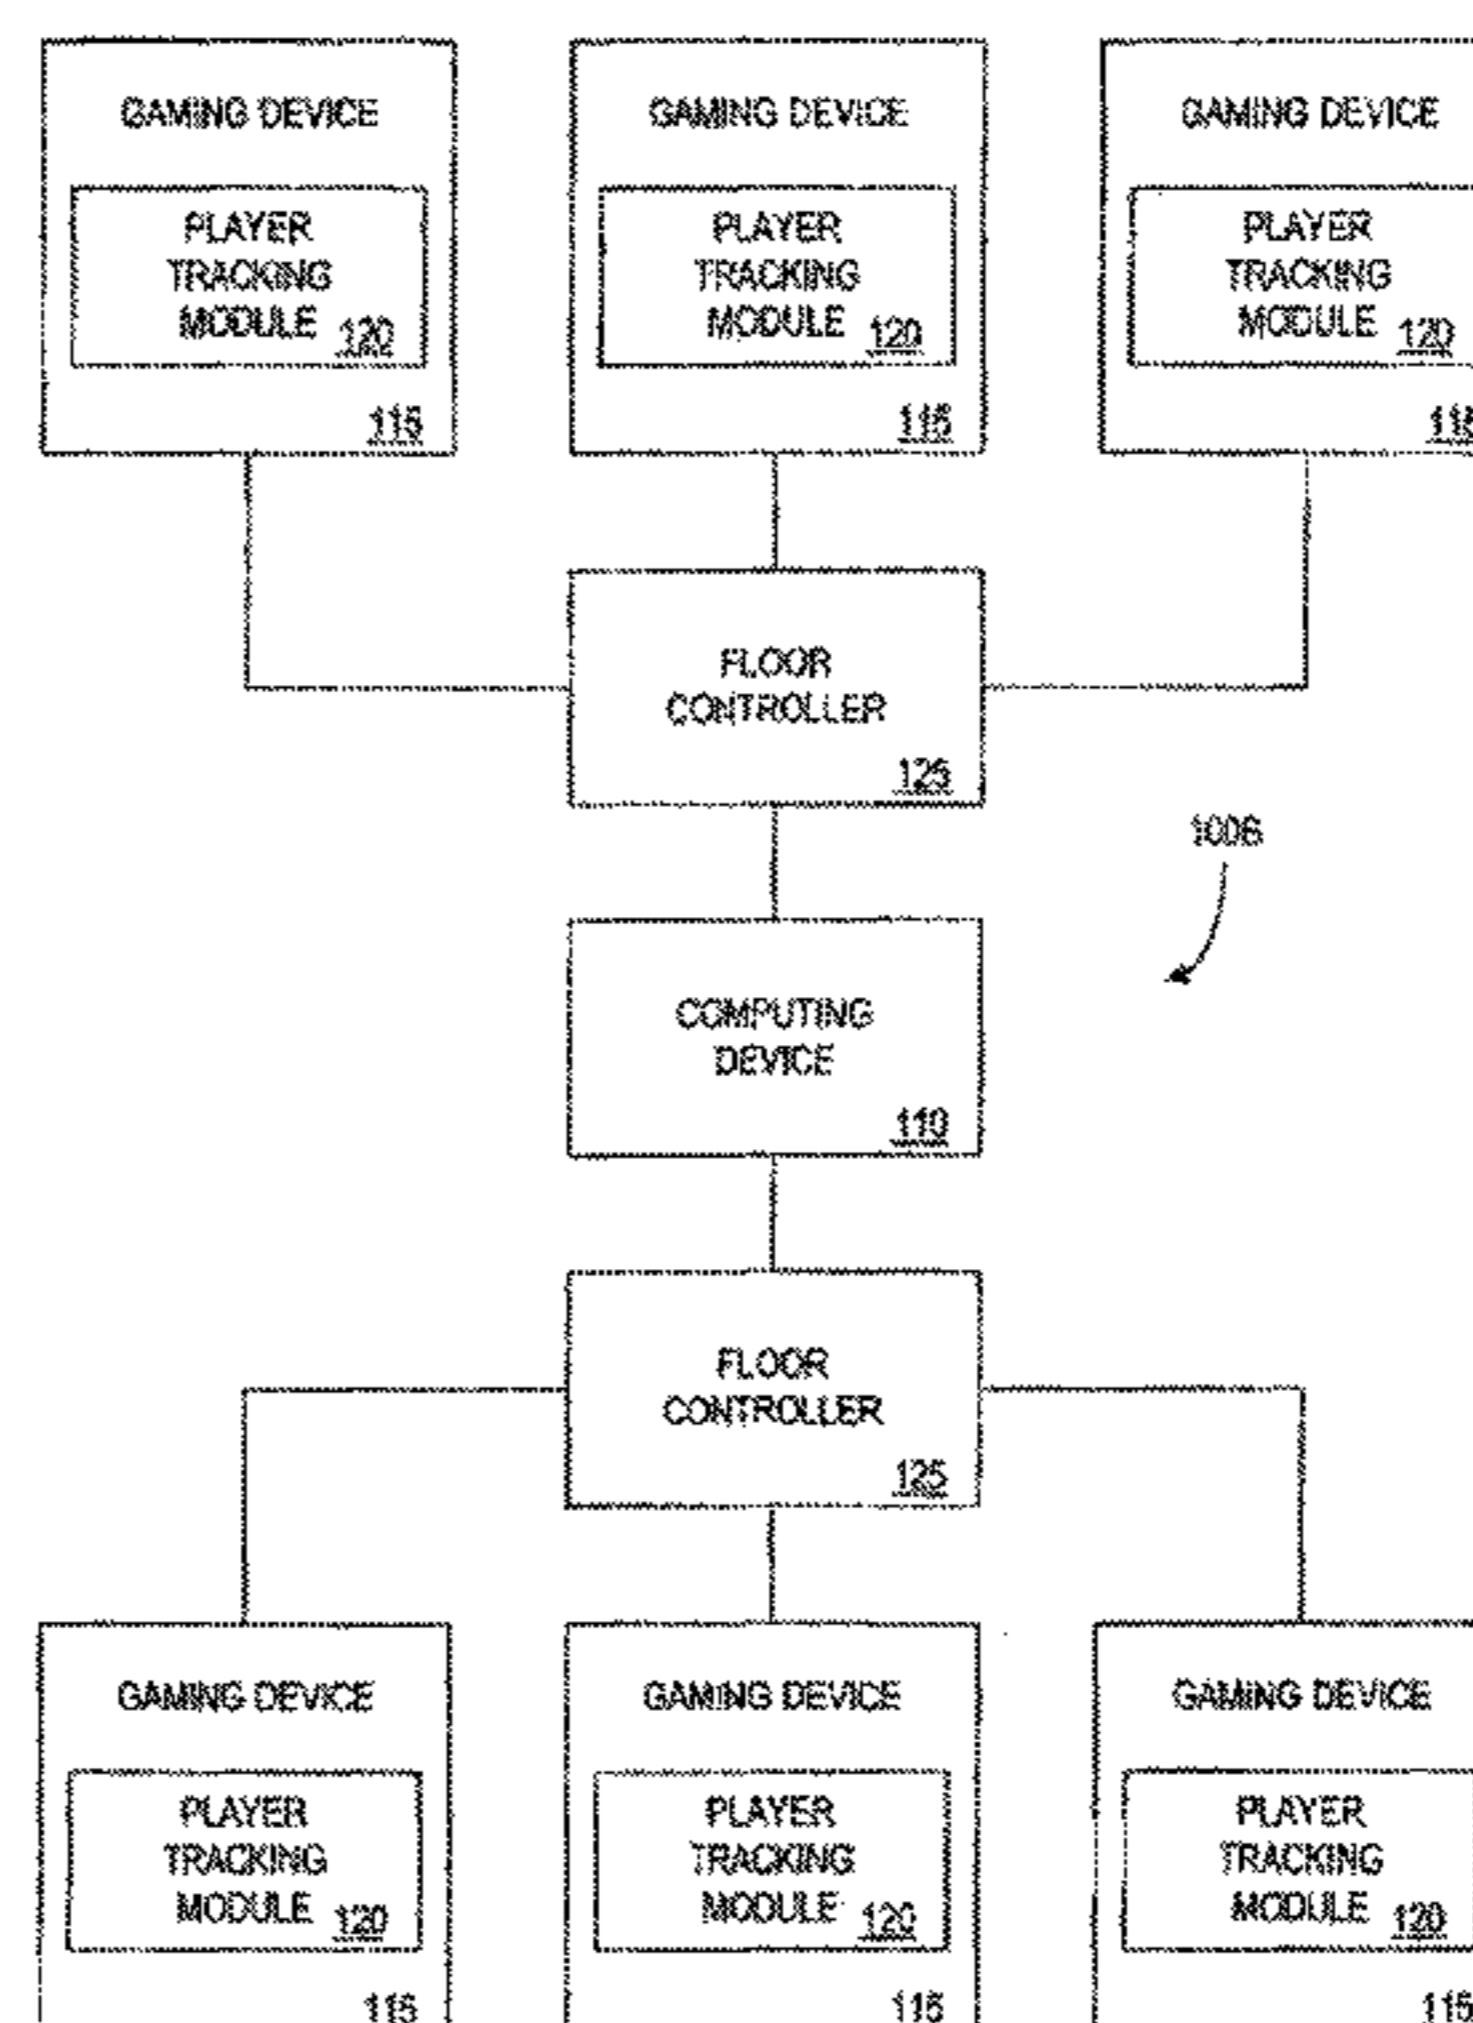 GAMING DEVICE GAMING DEVICE GAMING DEVICE
PLAYER PLAYER PLAYER
TRACKING TRACKING TRACKING
MODULE 120 MODULE 120 MODULE 120
115 115 115
FLOOR
CONTROLLER
125
100B
COMPUTING
DEVICE
110
FLOOR
CONTROLLER
125
GAMING DEVICE GAMING DEVICE GAMING DEVICE
PLAYER PLAYER PLAYER
TRACKING TRACKING TRACKING
MODULE 120 MODULE 120 MODULE 120
115 115 115